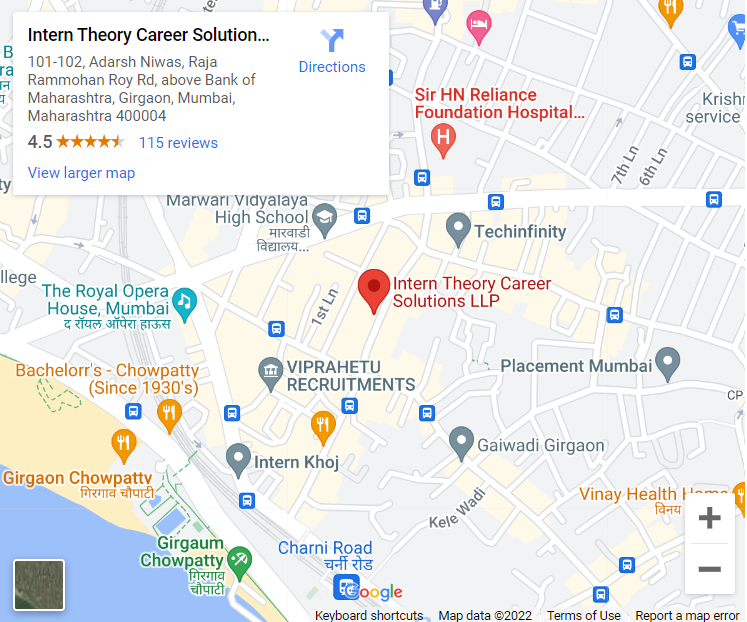 Intern Theory Career Solution...
Directions
101-102, Adarsh Niwas, Raja
Rammohan Roy Rd, above Bank of
Maharashtra, Girgaon, Mumbai,
Maharashtra 400004
4.5
115 reviews
View larger map
Sir HN Reliance
Foundation Hospital...
H
Krishn
service
7th Ln
6th Ln
Marwari Vidyalaya
High School
मारवाडी
विद्यालय...
Techinfinity
llege
The Royal Opera
House, Mumbai
द रॉयल ऑपेरा हाऊस
1st Ln
Intern Theory Career
Solutions LLP
VIPRAHETU
RECRUITMENTS
Placement Mumbai
Bachelorr's - Chowpatty
(Since 1930's)
CP
Gaiwadi Girgaon
Intern Khoj
Girgaon Chowpatty
गिरगाव चौपाटी
Kele Wadi
Vinay Health Home
विनय
Girgaum
Chowpatty
गिरगाव
चौपाटी
Charni Road
चर्नी रोड
Google
Keyboard shortcuts
Map data ©2022
Terms of Use
Report a map error